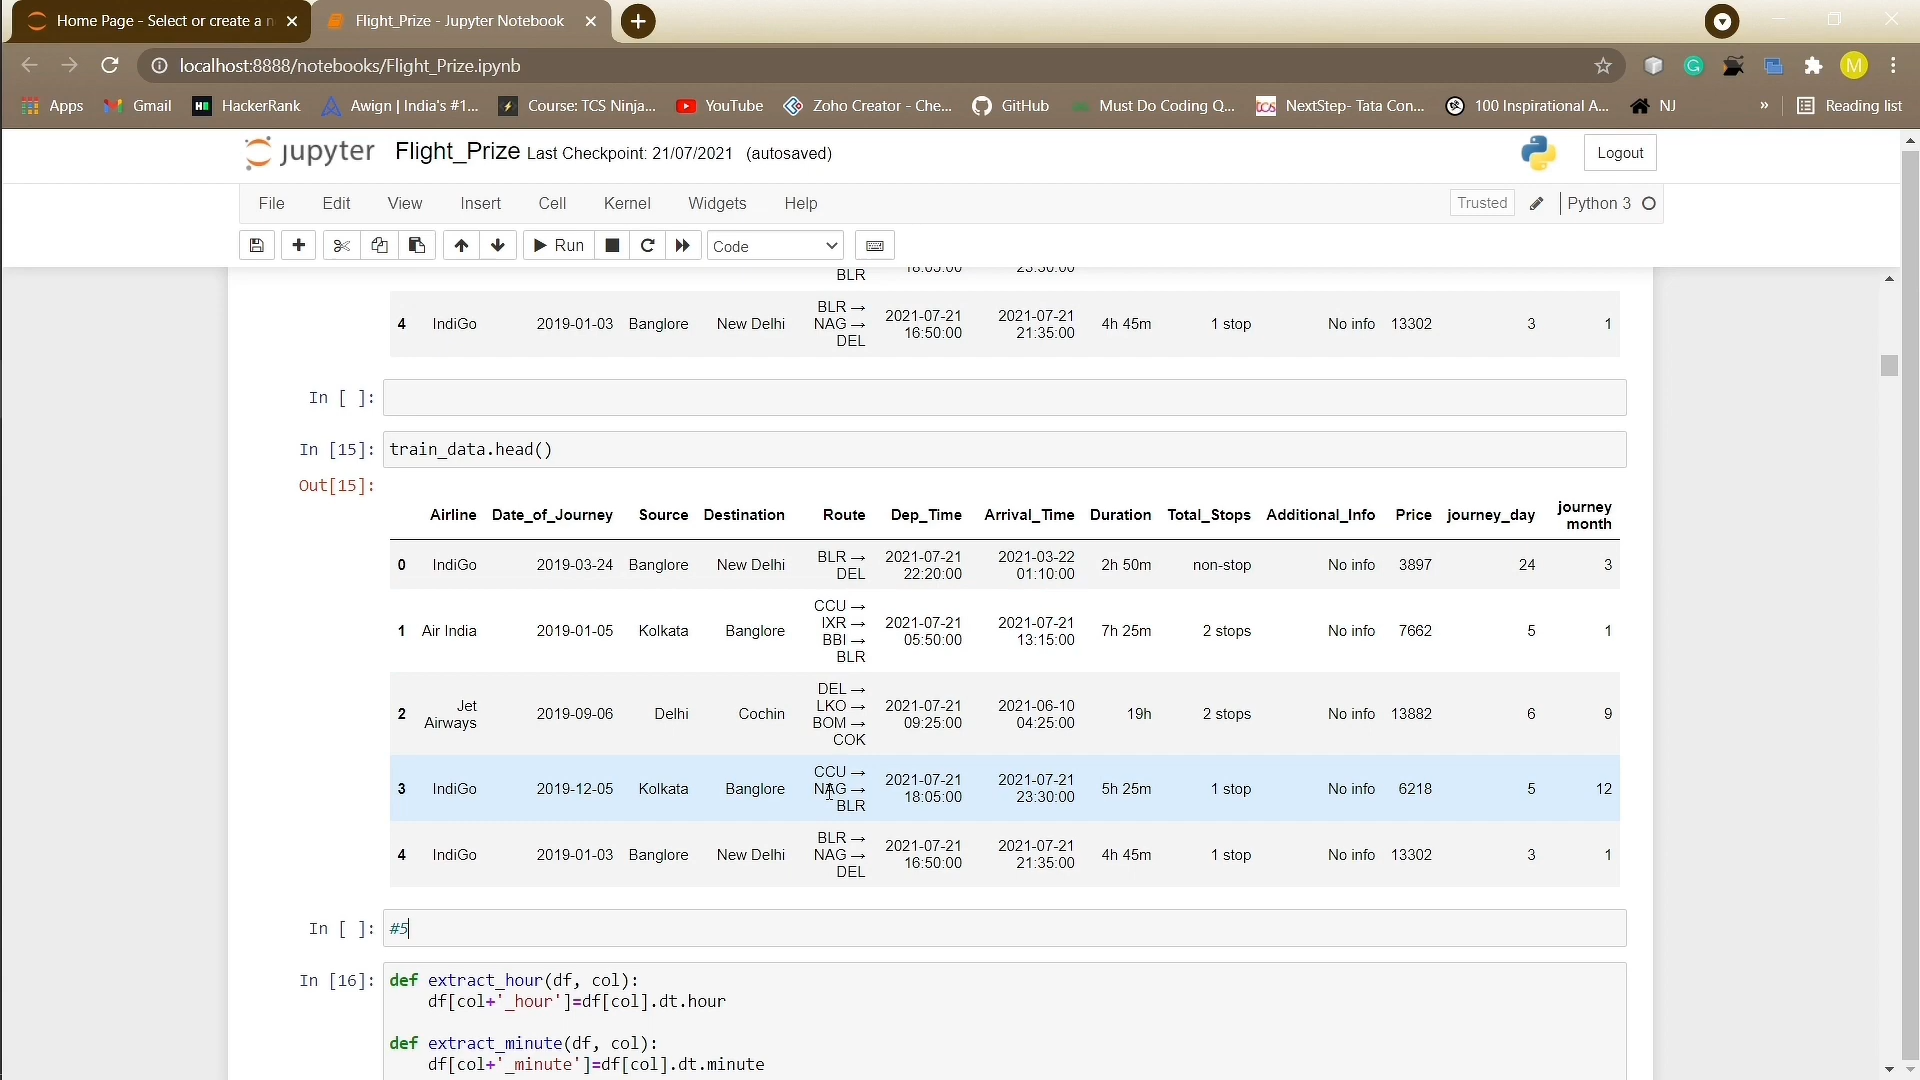 Home Page - Select or create a n
Flight_Prize - Jupyter Notebook
localhost:8888/notebooks/Flight_Prize.ipynb
M
Apps Gmail HackerRank Awign | India's #1... Course: TCS Ninja... YouTube Zoho Creator - Che... GitHub Must Do Coding Q... NextStep- Tata Con... 100 Inspirational A... NJ » Reading list
jupyter Flight_Prize Last Checkpoint: 21/07/2021 (autosaved) Logout
File Edit View Insert Cell Kernel Widgets Help Trusted Python 3
Run Code
BLR 18:05:00 23:30:00
BLR →
4 IndiGo 2019-01-03 Banglore New Delhi NAG → 2021-07-21 16:50:00 2021-07-21 21:35:00 4h 45m 1 stop No info 13302 3 1
DEL
In [ ]:
In [15]: train_data.head()
Out[15]:
Airline Date_of_Journey Source Destination Route Dep_Time Arrival_Time Duration Total_Stops Additional_Info Price journey_day journey month
0 IndiGo 2019-03-24 Banglore New Delhi BLR → DEL 2021-07-21 22:20:00 2021-03-22 01:10:00 2h 50m non-stop No info 3897 24 3
1 Air India 2019-01-05 Kolkata Banglore CCU → IXR → BBI → BLR 2021-07-21 05:50:00 2021-07-21 13:15:00 7h 25m 2 stops No info 7662 5 1
2 Jet Airways 2019-09-06 Delhi Cochin DEL → LKO → BOM → COK 2021-07-21 09:25:00 2021-06-10 04:25:00 19h 2 stops No info 13882 6 9
3 IndiGo 2019-12-05 Kolkata Banglore CCU → NAG → BLR 2021-07-21 18:05:00 2021-07-21 23:30:00 5h 25m 1 stop No info 6218 5 12
4 IndiGo 2019-01-03 Banglore New Delhi BLR → NAG → DEL 2021-07-21 16:50:00 2021-07-21 21:35:00 4h 45m 1 stop No info 13302 3 1
In [ ]: #5
In [16]: def extract_hour(df, col):
df[col+'_hour']=df[col].dt.hour
def extract_minute(df, col):
df[col+'_minute']=df[col].dt.minute